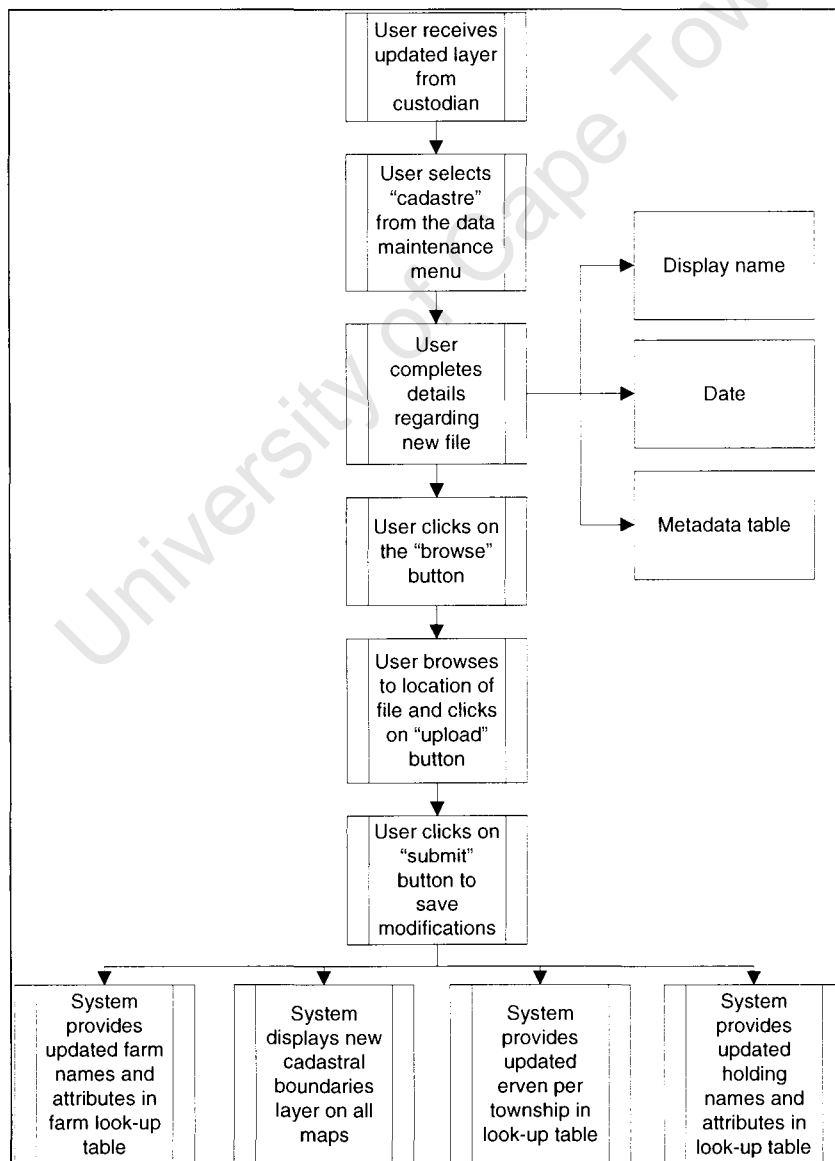 User receives
updated layer
from
custodian
User selects
“cadastre”
from the data
maintenance
menu
User
completes
details
regarding
new file
Display name
Date
Metadata table
User clicks on
the “browse”
button
User browses
to location of
file and clicks
on “upload”
button
User clicks on
“submit”
button to
save
modifications
System
provides
updated farm
names and
attributes in
farm look-up
table
System
displays new
cadastral
boundaries
layer on all
maps
System
provides
updated
erven per
township in
look-up table
System
provides
updated
holding
names and
attributes in
look-up table
University of Cape Tow